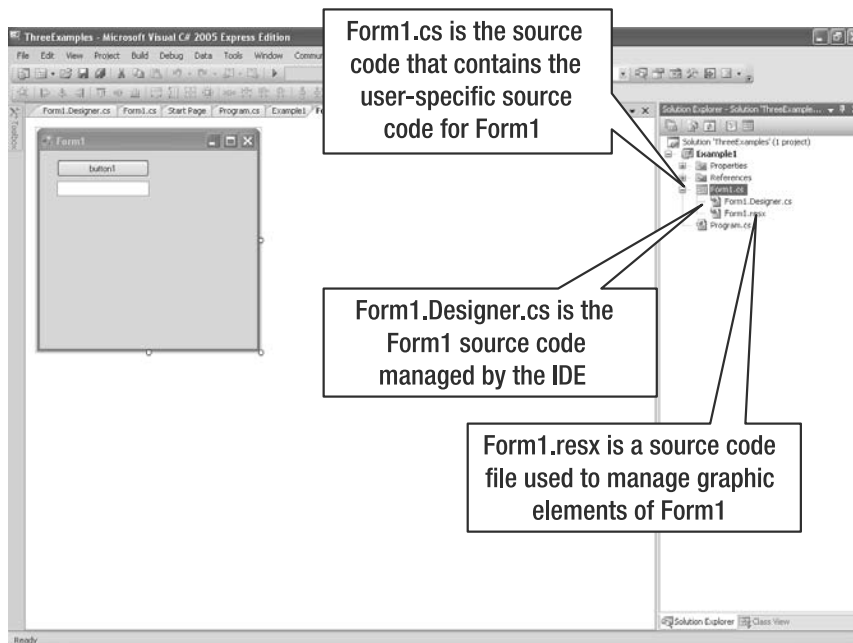 ThreeExamples - Microsoft Visual C# 2005 Express Edition
File Edit View Project Build Debug Data Tools Window
Form1.Designer.cs Form1.cs Start Page Program.cs Example1
Toolbox
Form1
button1
Form1.cs is the source
code that contains the
user-specific source
code for Form1
Solution Explorer - Solution 'ThreeExample...
Solution 'ThreeExamples' (1 project)
Example1
Properties
References
Form1.cs
Form1.Designer.cs
Form1.resx
Program.cs
Form1.Designer.cs is the
Form1 source code
managed by the IDE
Form1.resx is a source code
file used to manage graphic
elements of Form1
Solution Explorer Class View
Ready